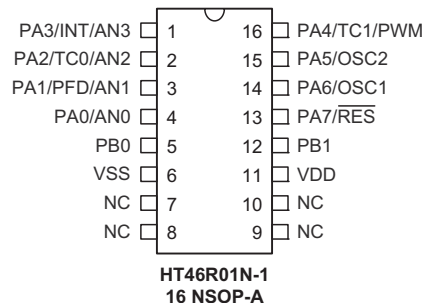 PA3/INT/AN3 1 16 PA4/TC1/PWM
PA2/TC0/AN2 2 15 PA5/OSC2
PA1/PFD/AN1 3 14 PA6/OSC1
PA0/AN0 4 13 PA7/RES
PB0 5 12 PB1
VSS 6 11 VDD
NC 7 10 NC
NC 8 9 NC
HT46R01N-1
16 NSOP-A